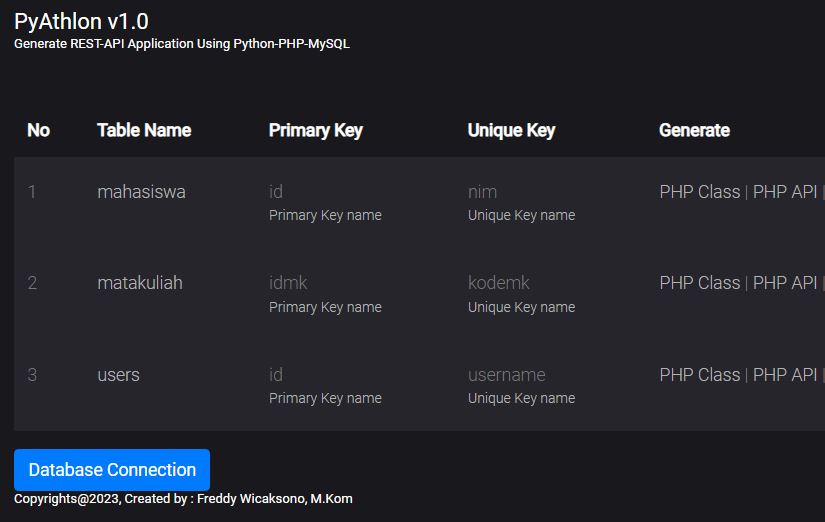 PyAthlon v1.0
Generate REST-API Application Using Python-PHP-MySQL
No Table Name Primary Key Unique Key Generate
1 mahasiswa id nim PHP Class | PHP API |
Primary Key name Unique Key name
2 matakuliah idmk kodemk PHP Class | PHP API |
Primary Key name Unique Key name
3 users id username PHP Class | PHP API |
Primary Key name Unique Key name
Database Connection
Copyrights@2023, Created by : Freddy Wicaksono, M.Kom